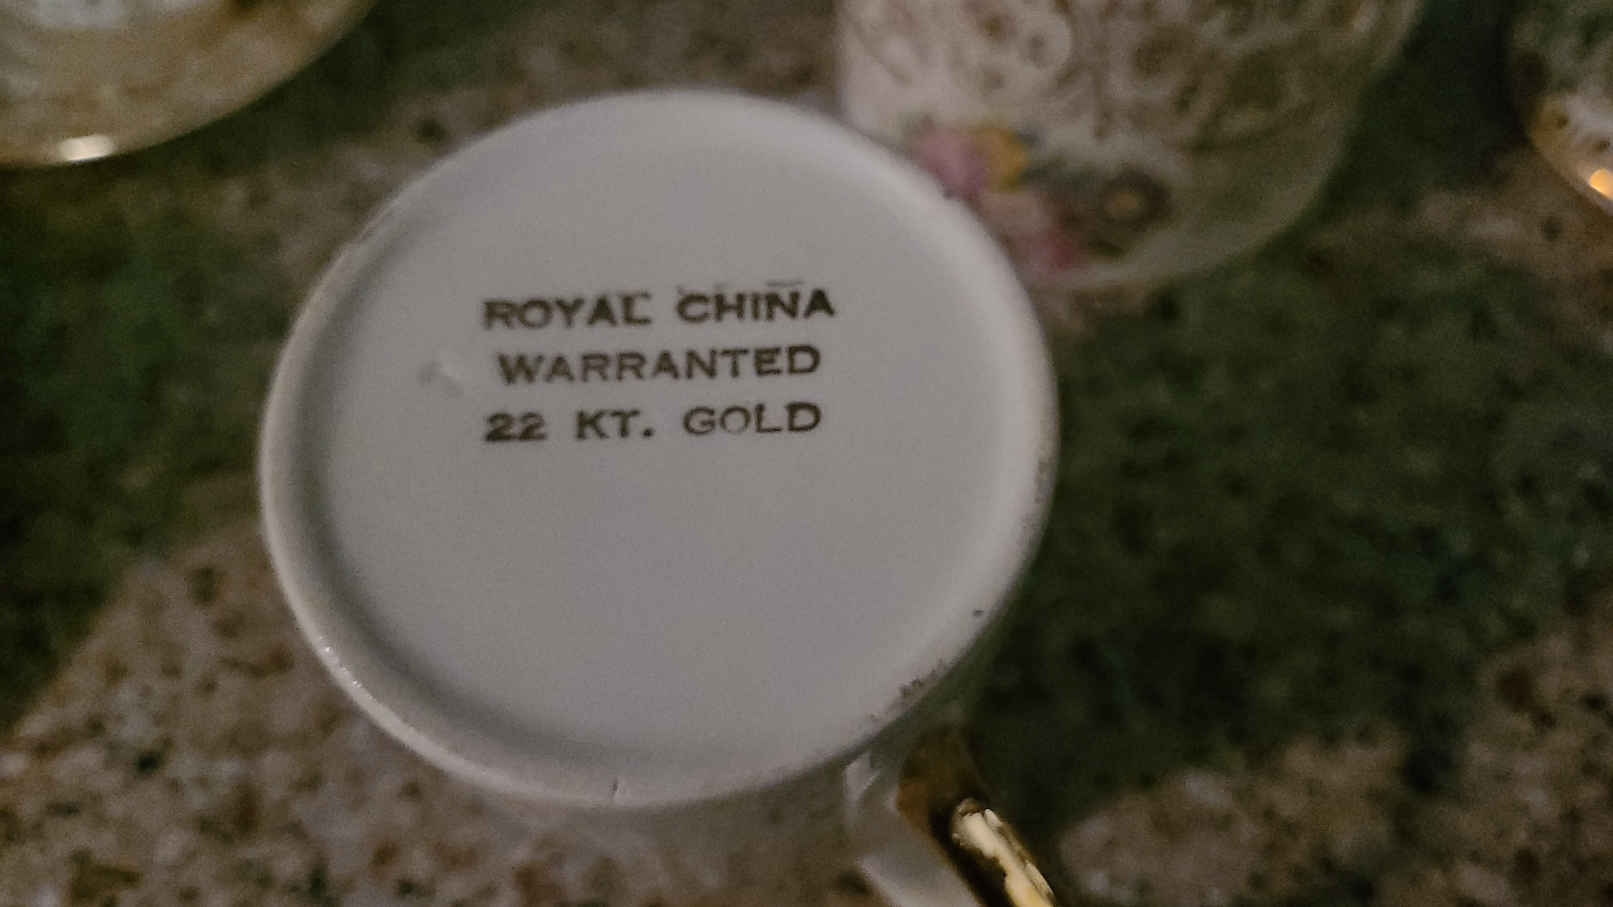 ROYAL CHINA
WARRANTED
22 KT. GOLD